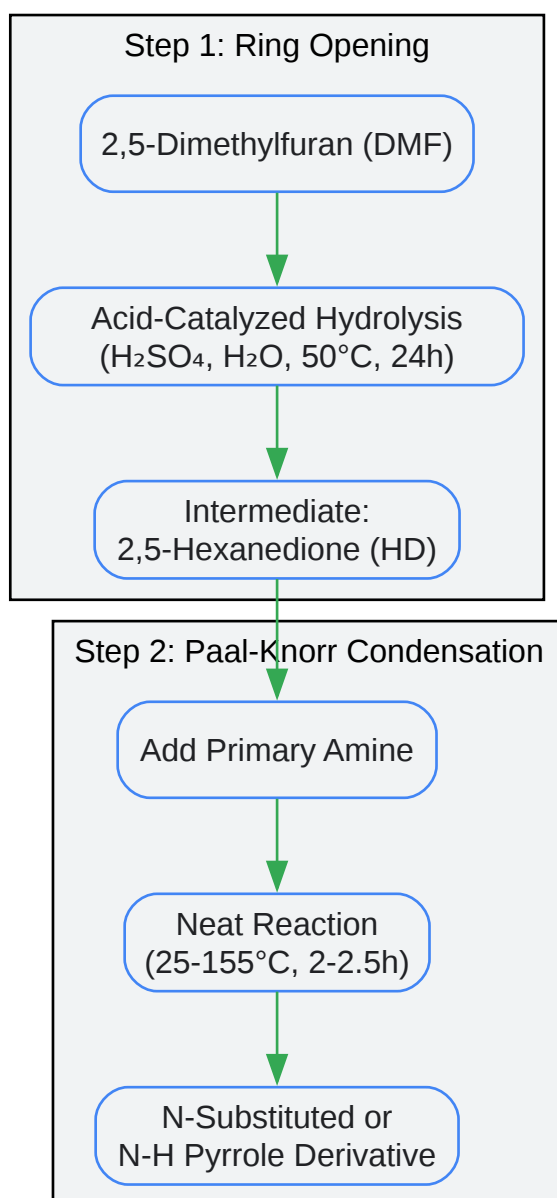 Step 1: Ring Opening
2,5-Dimethylfuran (DMF)
Acid-Catalyzed Hydrolysis
(H₂SO₄, H₂O, 50°C, 24h)
Intermediate:
2,5-Hexanedione (HD)
Step 2: Paal-Knorr Condensation
Add Primary Amine
Neat Reaction
(25-155°C, 2-2.5h)
N-Substituted or
N-H Pyrrole Derivative